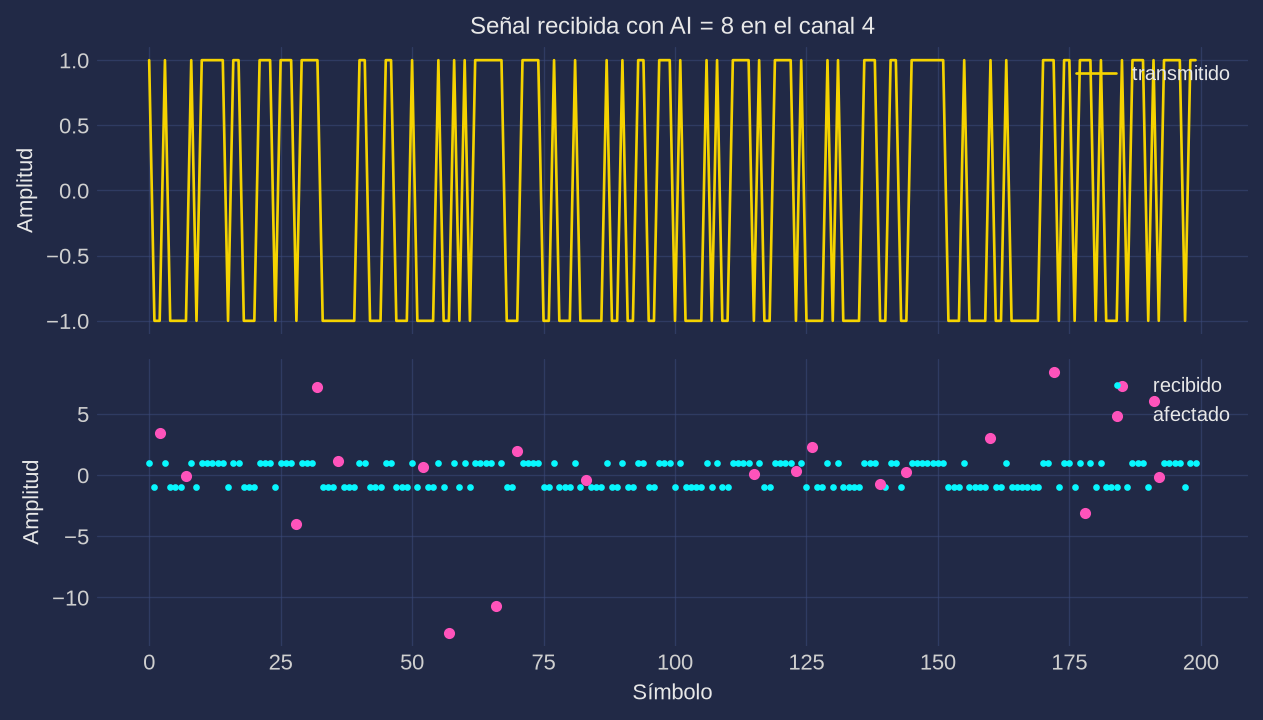 Señal recibida con AI = 8 en el canal 4
1.0
0.5
0.0
−0.5
−1.0
Amplitud
transmitido
5
0
−5
−10
Amplitud
recibido
afectado
0 25 50 75 100 125 150 175 200
Símbolo